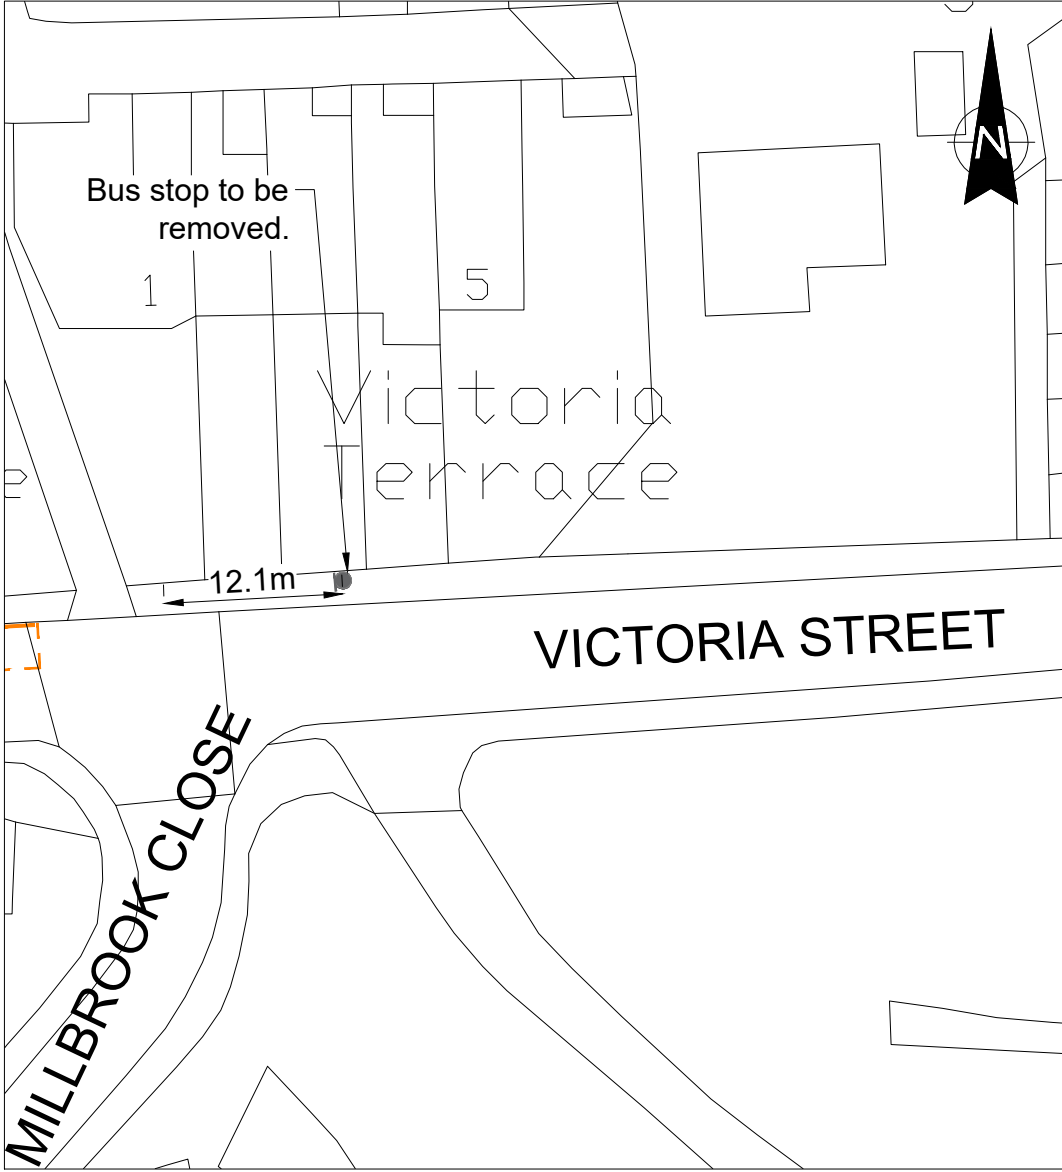 N
Bus stop to be
removed.
1
5
Victoria
Terrace
e
12.1m
VICTORIA STREET
MILLBROOK CLOSE